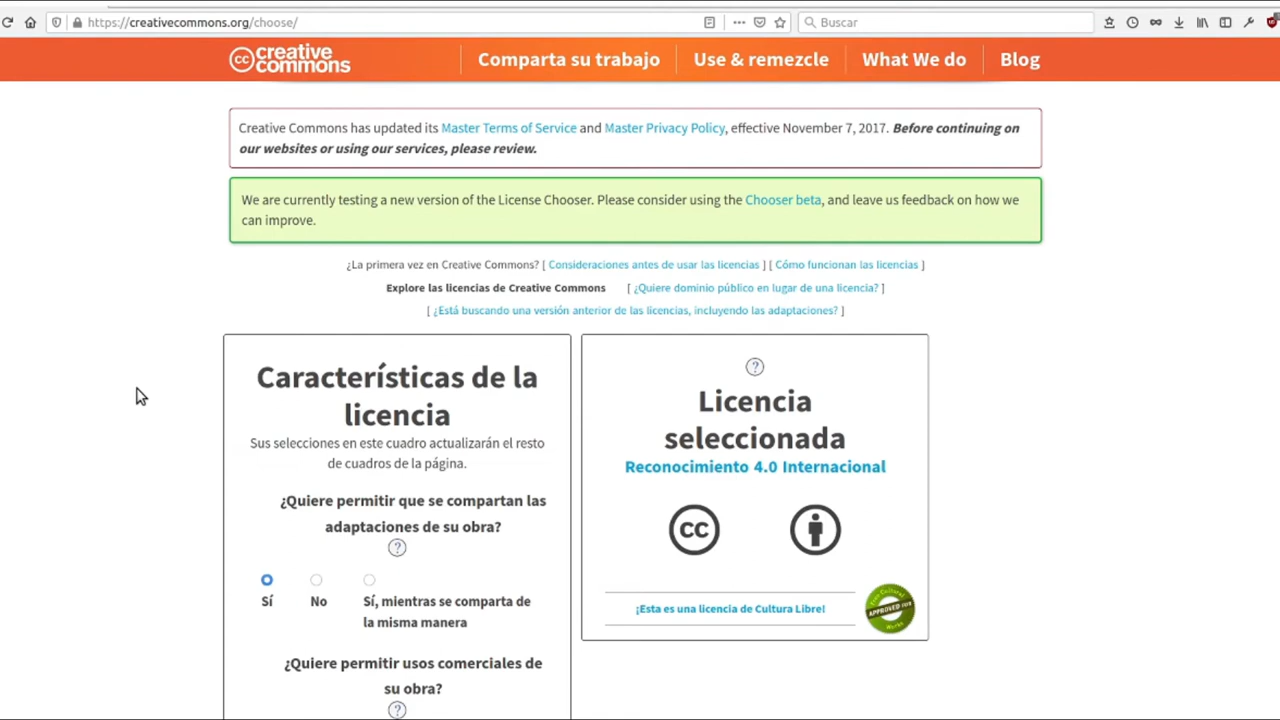 https://creativecommons.org/choose/
Buscar
creative commons
Comparta su trabajo
Use & remezcle
What We do
Blog
Creative Commons has updated its Master Terms of Service and Master Privacy Policy, effective November 7, 2017. Before continuing on
our websites or using our services, please review.
We are currently testing a new version of the License Chooser. Please consider using the Chooser beta, and leave us feedback on how we
can improve.
¿La primera vez en Creative Commons? [ Consideraciones antes de usar las licencias ] [ Cómo funcionan las licencias ]
Explore las licencias de Creative Commons [ ¿Quiere dominio público en lugar de una licencia? ]
[ ¿Está buscando una versión anterior de las licencias, incluyendo las adaptaciones? ]
Características de la
licencia
Sus selecciones en este cuadro actualizarán el resto
de cuadros de la página.
¿Quiere permitir que se compartan las
adaptaciones de su obra?
?
Sí
No
Sí, mientras se comparta de
la misma manera
¿Quiere permitir usos comerciales de
su obra?
?
?
Licencia
seleccionada
Reconocimiento 4.0 Internacional
cc
¡Esta es una licencia de Cultura Libre!
APPROVED FOR
Free Cultural
Works